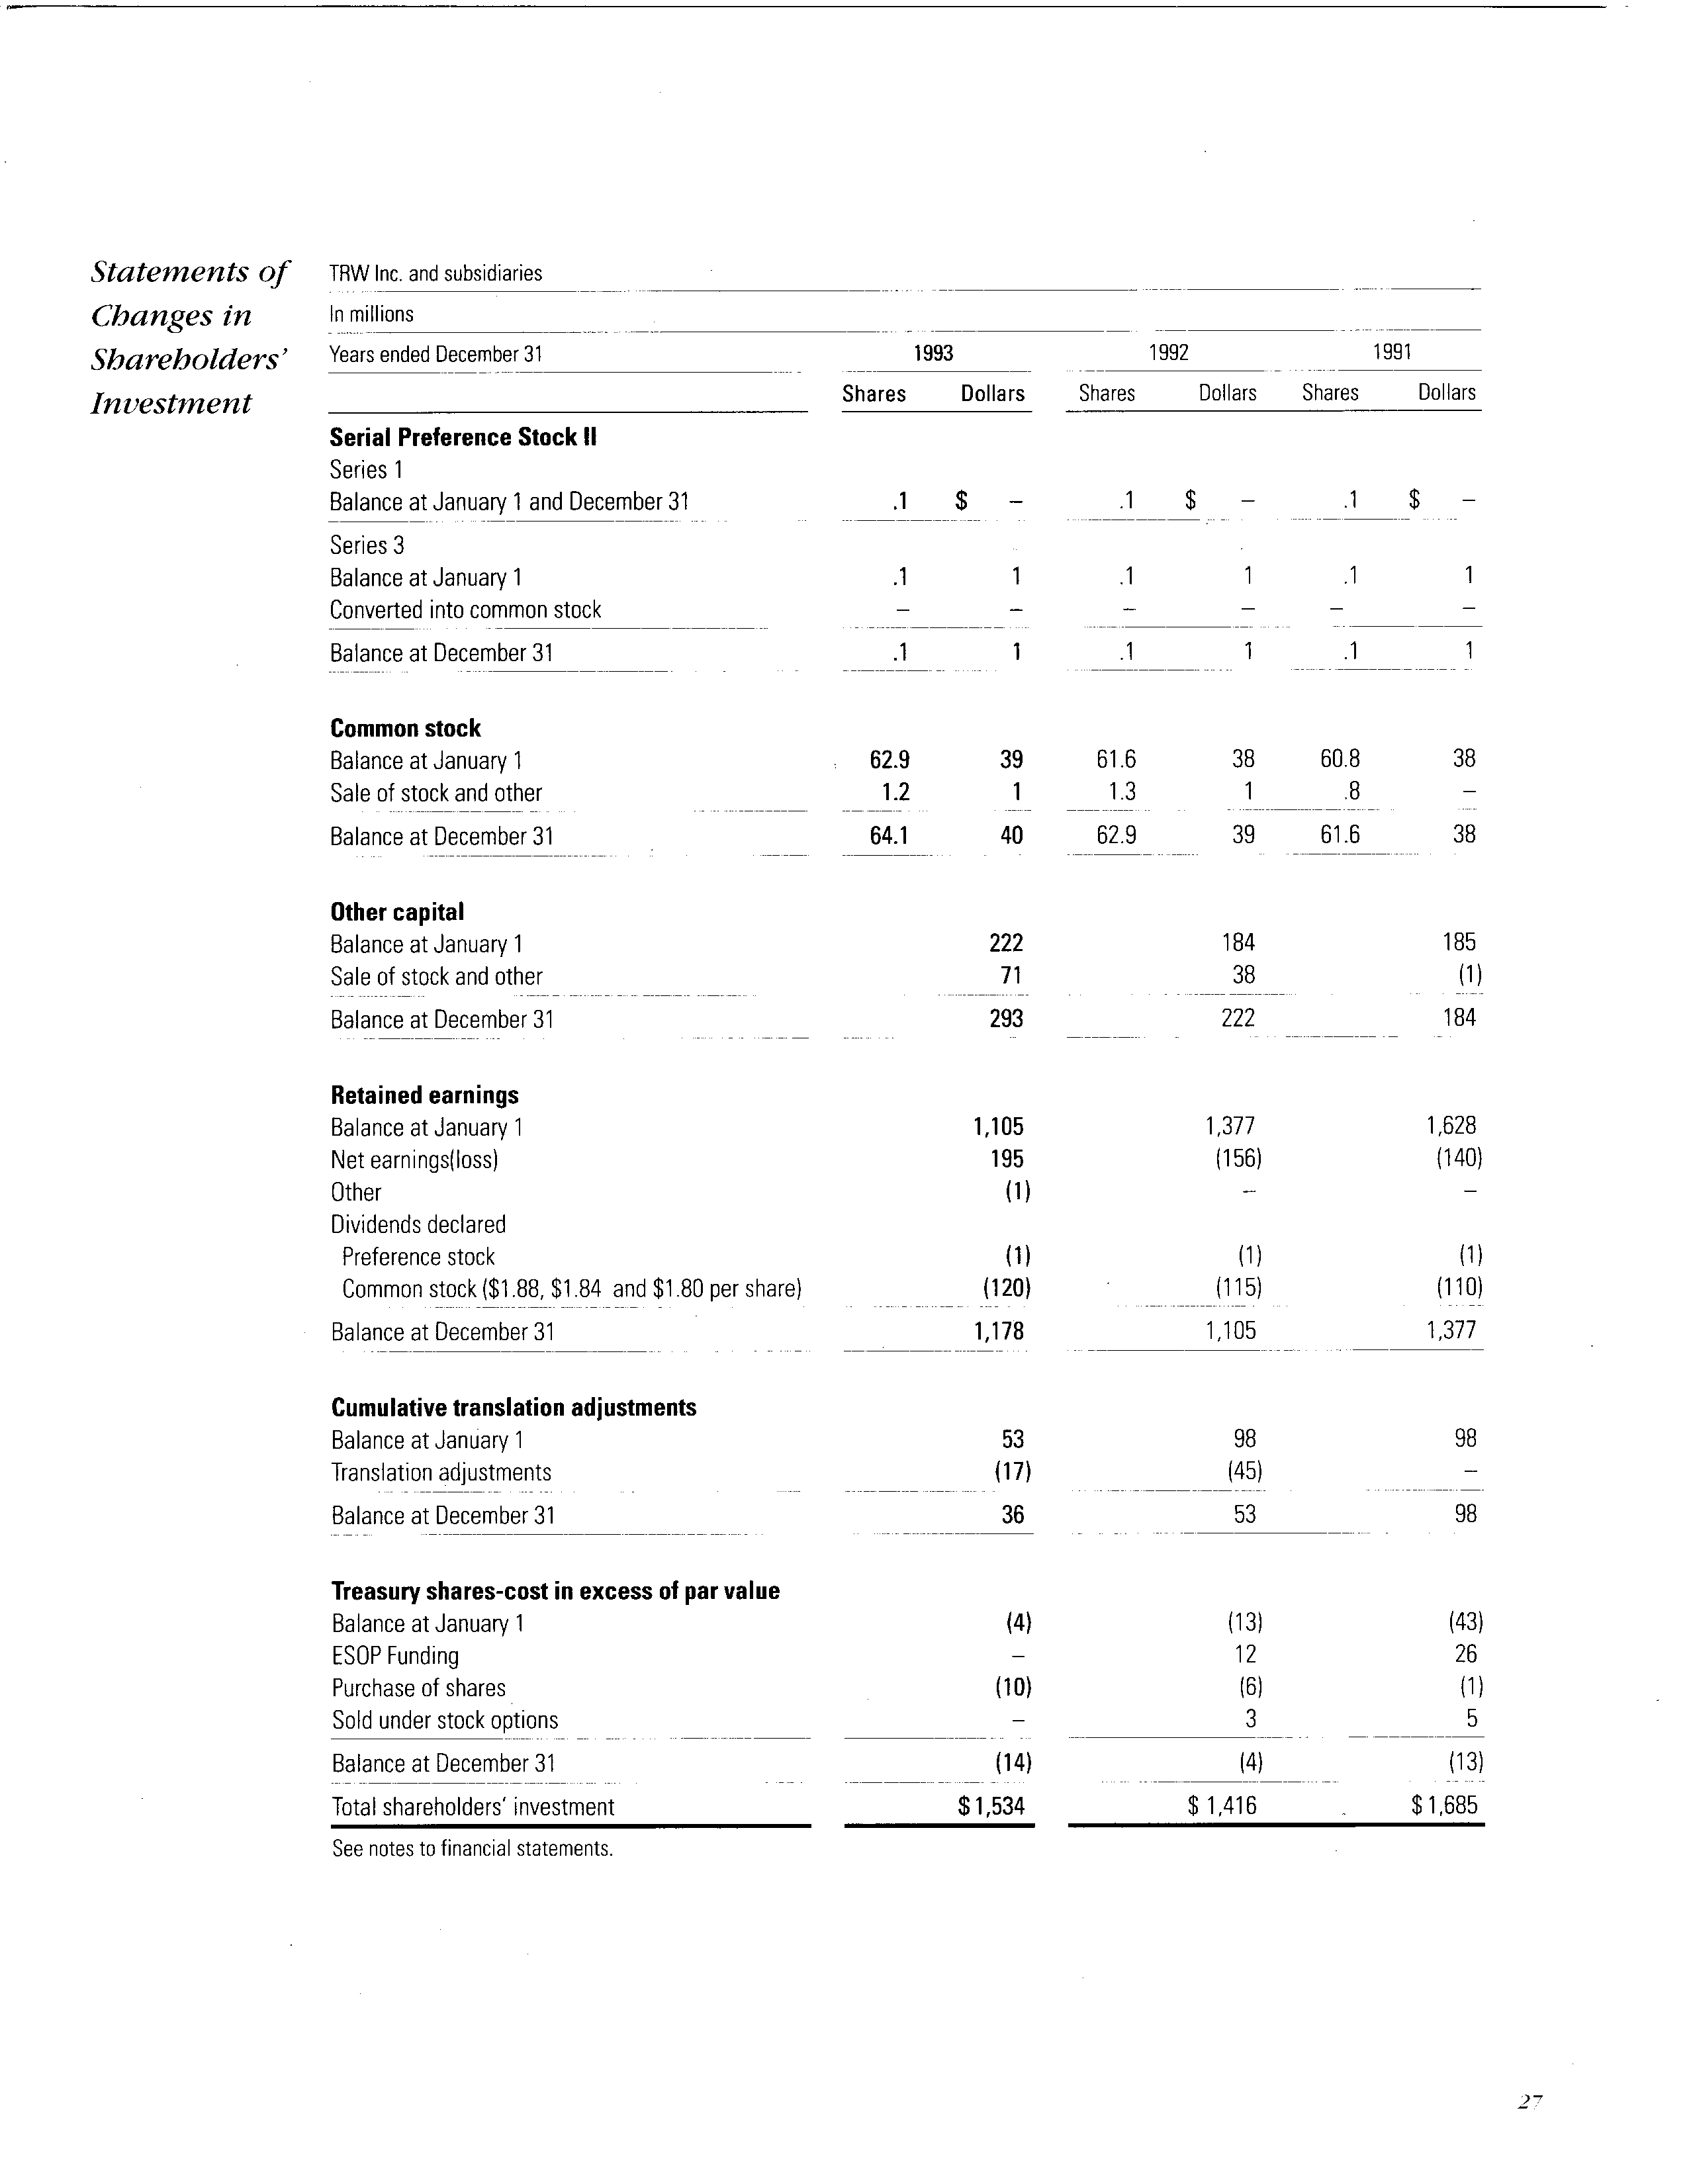 Statements of
Changes in
Shareholders'
Investment
TRW Inc. and subsidiaries
In millions
Years ended December 31 1993 1992 1991
Shares Dollars Shares Dollars Shares Dollars
Serial Preference Stock II
Series 1
Balance at January 1 and December 31 .1 $ – .1 $ – .1 $ –
Series 3
Balance at January 1 .1 1 .1 1 .1 1
Converted into common stock – – – – – –
Balance at December 31 .1 1 .1 1 .1 1
Common stock
Balance at January 1 62.9 39 61.6 38 60.8 38
Sale of stock and other 1.2 1 1.3 1 .8 –
Balance at December 31 64.1 40 62.9 39 61.6 38
Other capital
Balance at January 1 222 184 185
Sale of stock and other 71 38 (1)
Balance at December 31 293 222 184
Retained earnings
Balance at January 1 1,105 1,377 1,628
Net earnings(loss) 195 (156) (140)
Other (1) – –
Dividends declared
Preference stock (1) (1) (1)
Common stock ($1.88, $1.84 and $1.80 per share) (120) (115) (110)
Balance at December 31 1,178 1,105 1,377
Cumulative translation adjustments
Balance at January 1 53 98 98
Translation adjustments (17) (45) –
Balance at December 31 36 53 98
Treasury shares-cost in excess of par value
Balance at January 1 (4) (13) (43)
ESOP Funding – 12 26
Purchase of shares (10) (6) (1)
Sold under stock options – 3 5
Balance at December 31 (14) (4) (13)
Total shareholders' investment $ 1,534 $ 1,416 $ 1,685
See notes to financial statements.
27